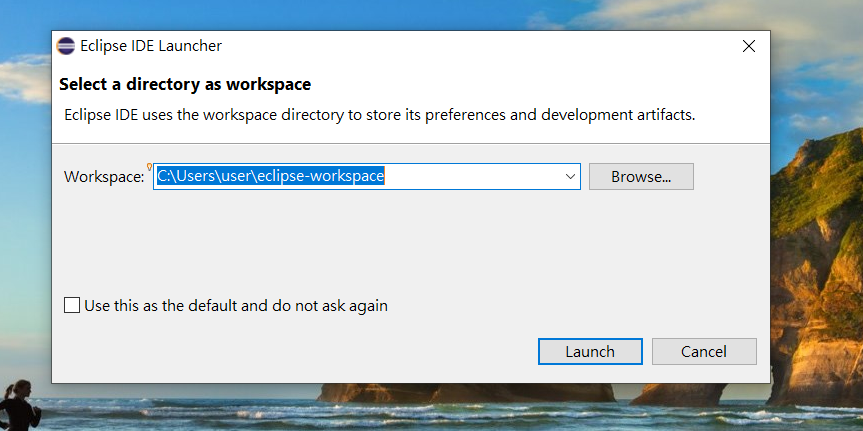 Eclipse IDE Launcher
Select a directory as workspace
Eclipse IDE uses the workspace directory to store its preferences and development artifacts.
Workspace: C:\Users\user\eclipse-workspace Browse...
Use this as the default and do not ask again
Launch Cancel